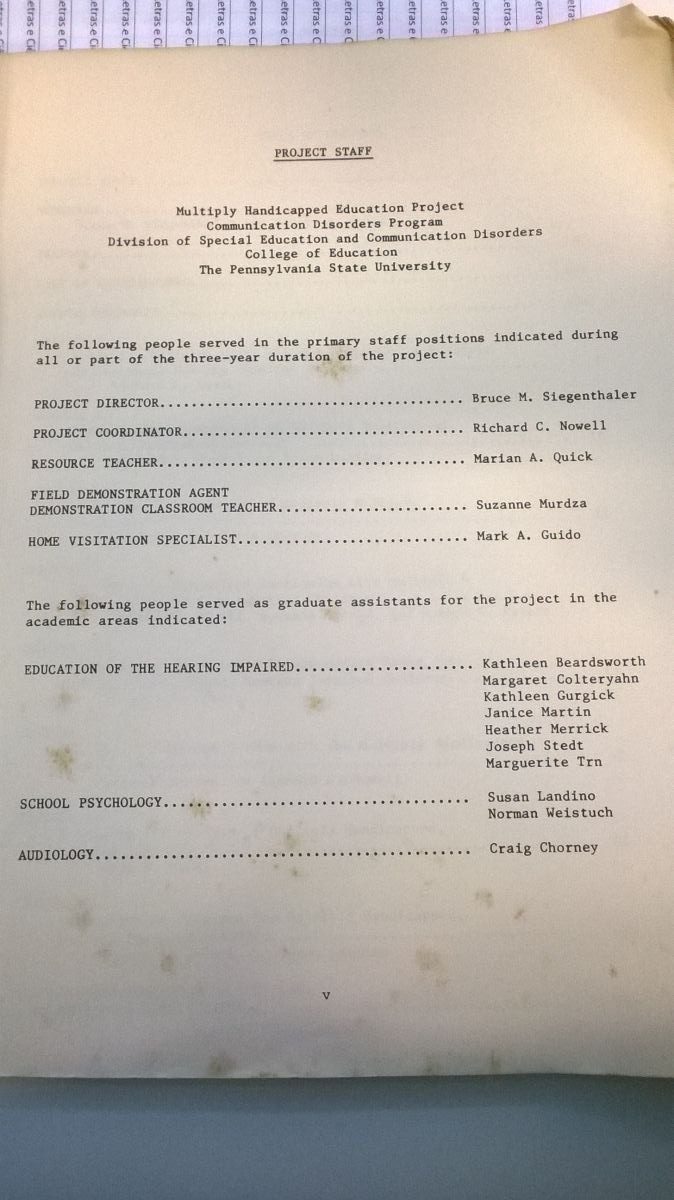 PROJECT STAFF
Multiply Handicapped Education Project
Communication Disorders Program
Division of Special Education and Communication Disorders
College of Education
The Pennsylvania State University
The following people served in the primary staff positions indicated during
all or part of the three-year duration of the project:
PROJECT DIRECTOR....................................... Bruce M. Siegenthaler
PROJECT COORDINATOR.................................... Richard C. Nowell
RESOURCE TEACHER....................................... Marian A. Quick
FIELD DEMONSTRATION AGENT
DEMONSTRATION CLASSROOM TEACHER........................ Suzanne Murdza
HOME VISITATION SPECIALIST............................. Mark A. Guido
The following people served as graduate assistants for the project in the
academic areas indicated:
EDUCATION OF THE HEARING IMPAIRED....................... Kathleen Beardsworth
Margaret Colteryahn
Kathleen Gurgick
Janice Martin
Heather Merrick
Joseph Stedt
Marguerite Trn
SCHOOL PSYCHOLOGY....................................... Susan Landino
Norman Weistuch
AUDIOLOGY............................................... Craig Chorney
v